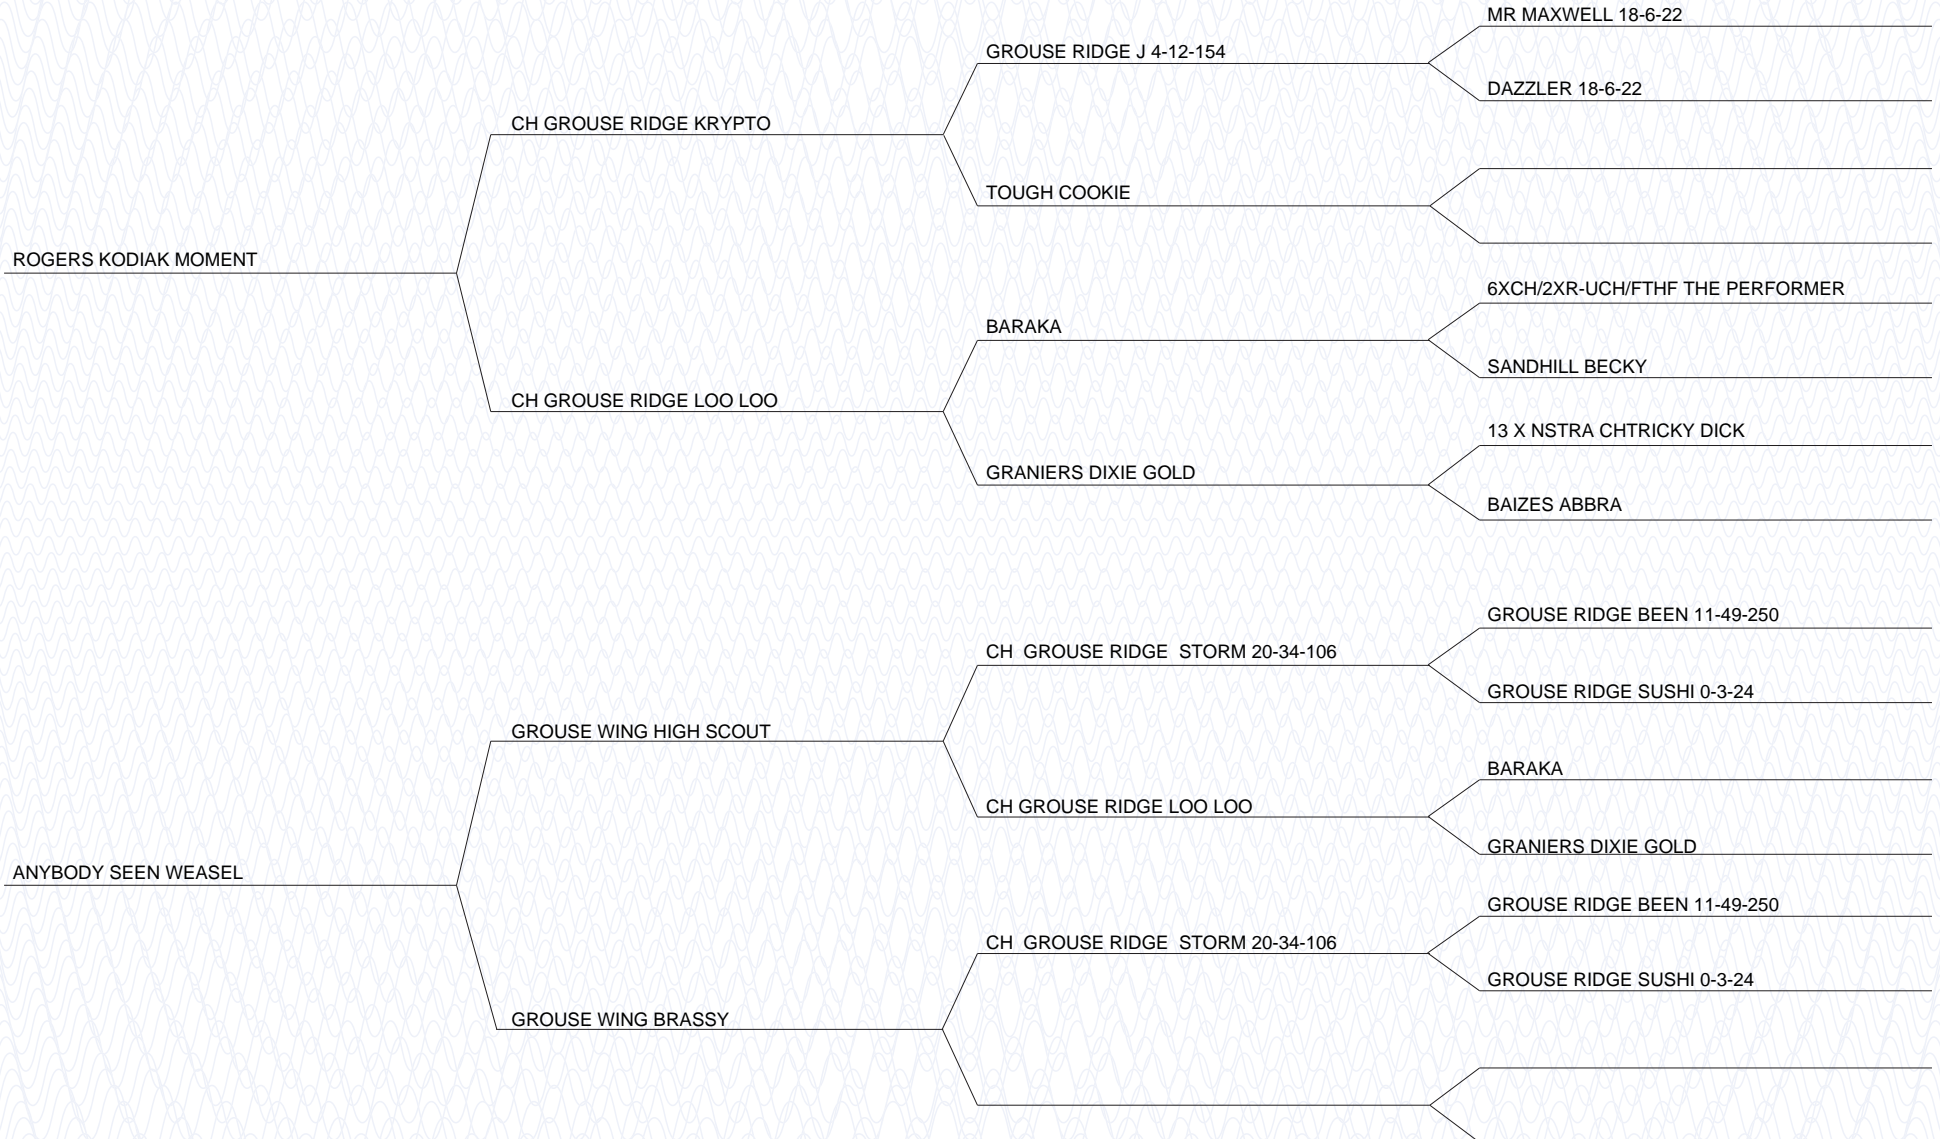 MR MAXWELL 18-6-22
GROUSE RIDGE J 4-12-154
DAZZLER 18-6-22
CH GROUSE RIDGE KRYPTO
TOUGH COOKIE
ROGERS KODIAK MOMENT
6XCH/2XR-UCH/FTHF THE PERFORMER
BARAKA
SANDHILL BECKY
CH GROUSE RIDGE LOO LOO
13 X NSTRA CHTRICKY DICK
GRANIERS DIXIE GOLD
BAIZES ABBRA
GROUSE RIDGE BEEN 11-49-250
CH  GROUSE RIDGE  STORM 20-34-106
GROUSE RIDGE SUSHI 0-3-24
GROUSE WING HIGH SCOUT
BARAKA
CH GROUSE RIDGE LOO LOO
GRANIERS DIXIE GOLD
ANYBODY SEEN WEASEL
GROUSE RIDGE BEEN 11-49-250
CH  GROUSE RIDGE  STORM 20-34-106
GROUSE RIDGE SUSHI 0-3-24
GROUSE WING BRASSY